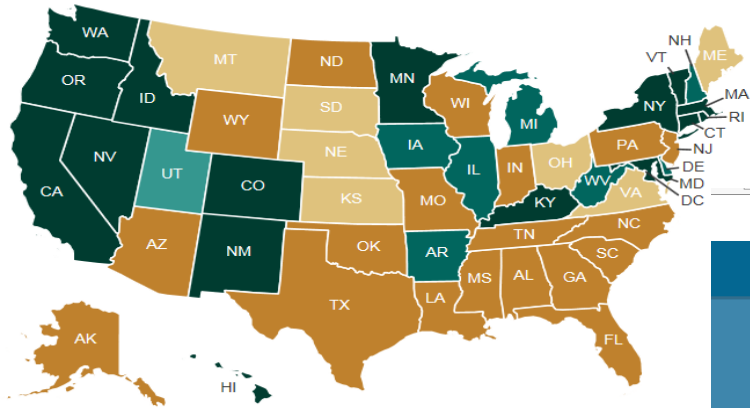 WA
MT
ND
MN
VT
NH
ME
OR
ID
SD
WI
MI
NY
MA
RI
CT
WY
NE
IA
PA
NJ
NV
UT
CO
KS
MO
IL
IN
OH
WV
VA
DE
MD
DC
CA
KY
AZ
NM
OK
AR
TN
NC
SC
TX
LA
MS
AL
GA
AK
HI
FL